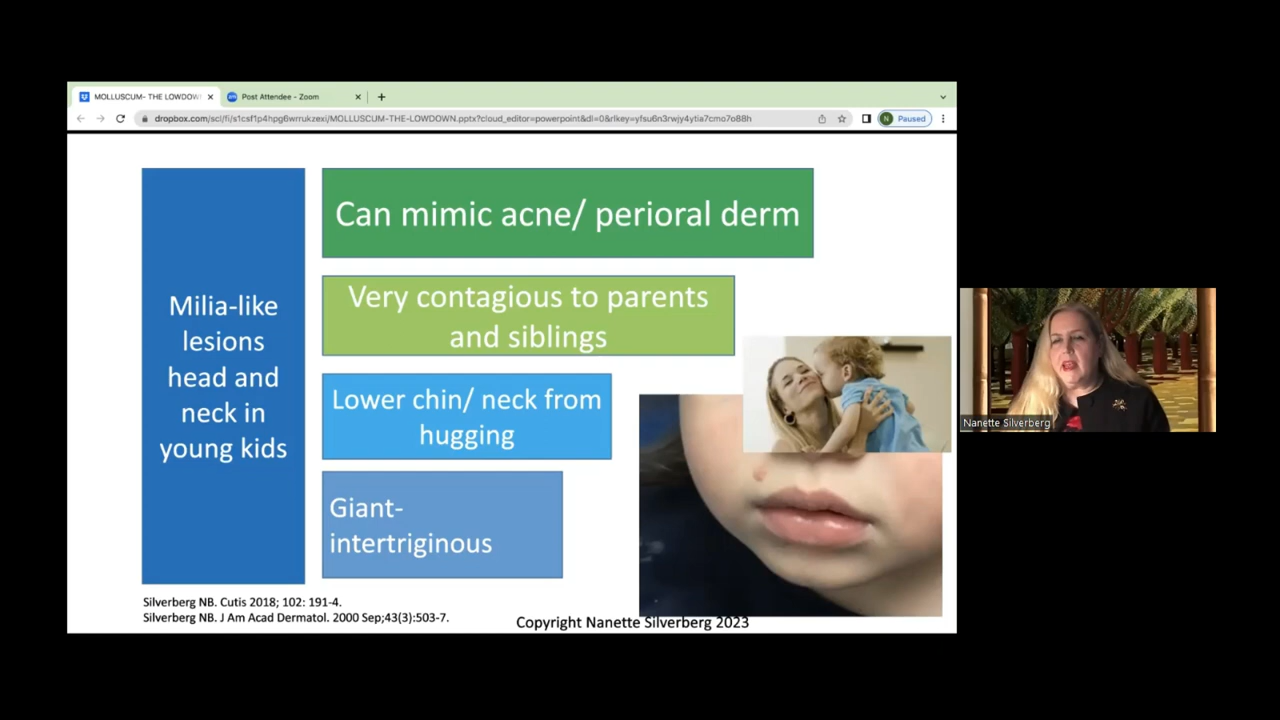 MOLLUSCUM- THE LOWDOW
Post Attendee - Zoom
dropbox.com/scl/fi/s1csf1p4hpg6wrrukzexi/MOLLUSCUM-THE-LOWDOWN.pptx?cloud_editor=powerpoint&dl=0&rlkey=yfsu6n3rwjy4ytia7cmo7o88h
N
Paused
Milia-like
lesions
head and
neck in
young kids
Can mimic acne/ perioral derm
Very contagious to parents
and siblings
Lower chin/ neck from
hugging
Giant-
intertriginous
Silverberg NB. Cutis 2018; 102: 191-4.
Silverberg NB. J Am Acad Dermatol. 2000 Sep;43(3):503-7.
Copyright Nanette Silverberg 2023
Nanette Silverberg